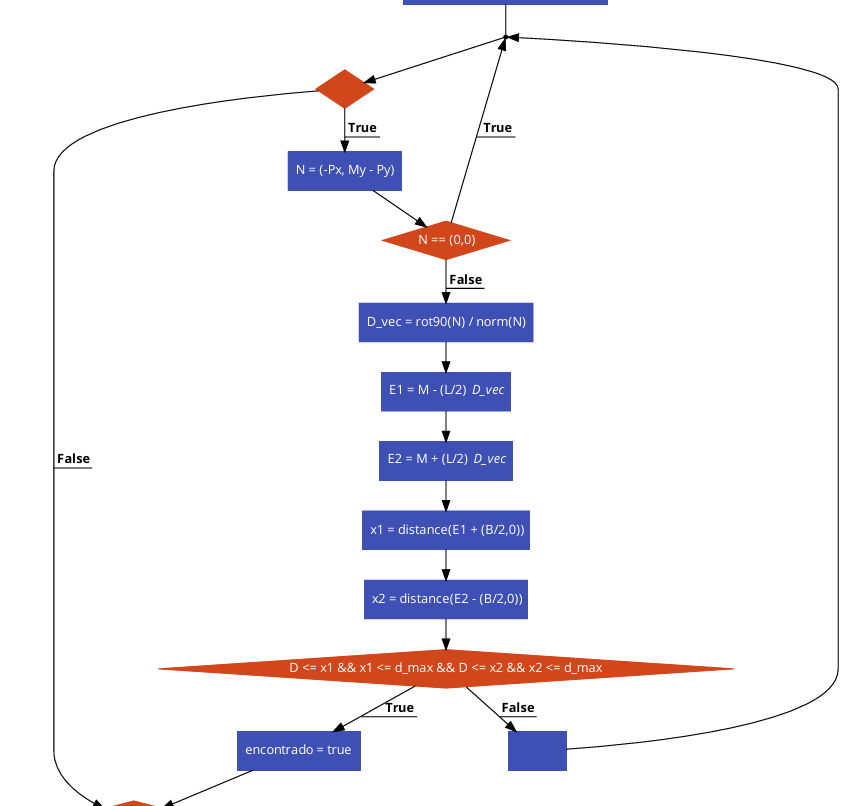 True
True
N = (-Px, My - Py)
N == (0,0)
False
D_vec = rot90(N) / norm(N)
E1 = M - (L/2) D_vec
E2 = M + (L/2) D_vec
False
x1 = distance(E1 + (B/2,0))
x2 = distance(E2 - (B/2,0))
D <= x1 && x1 <= d_max && D <= x2 && x2 <= d_max
True
False
encontrado = true